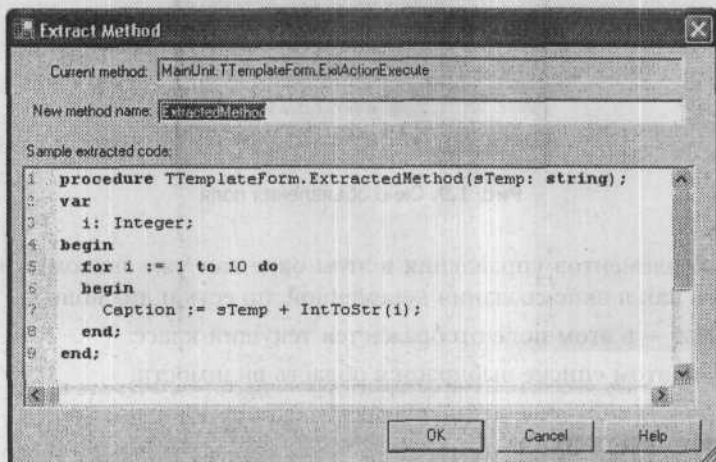 Extract Method
Current method: MainUnit.TTemplateForm.ExitActionExecute
New method name: ExtractedMethod
Sample extracted code:
1 procedure TTemplateForm.ExtractedMethod(sTemp: string);
2 var
3 i: Integer;
4 begin
5 for i := 1 to 10 do
6 begin
7 Caption := sTemp + IntToStr(i);
8 end;
9 end;
OK Cancel Help